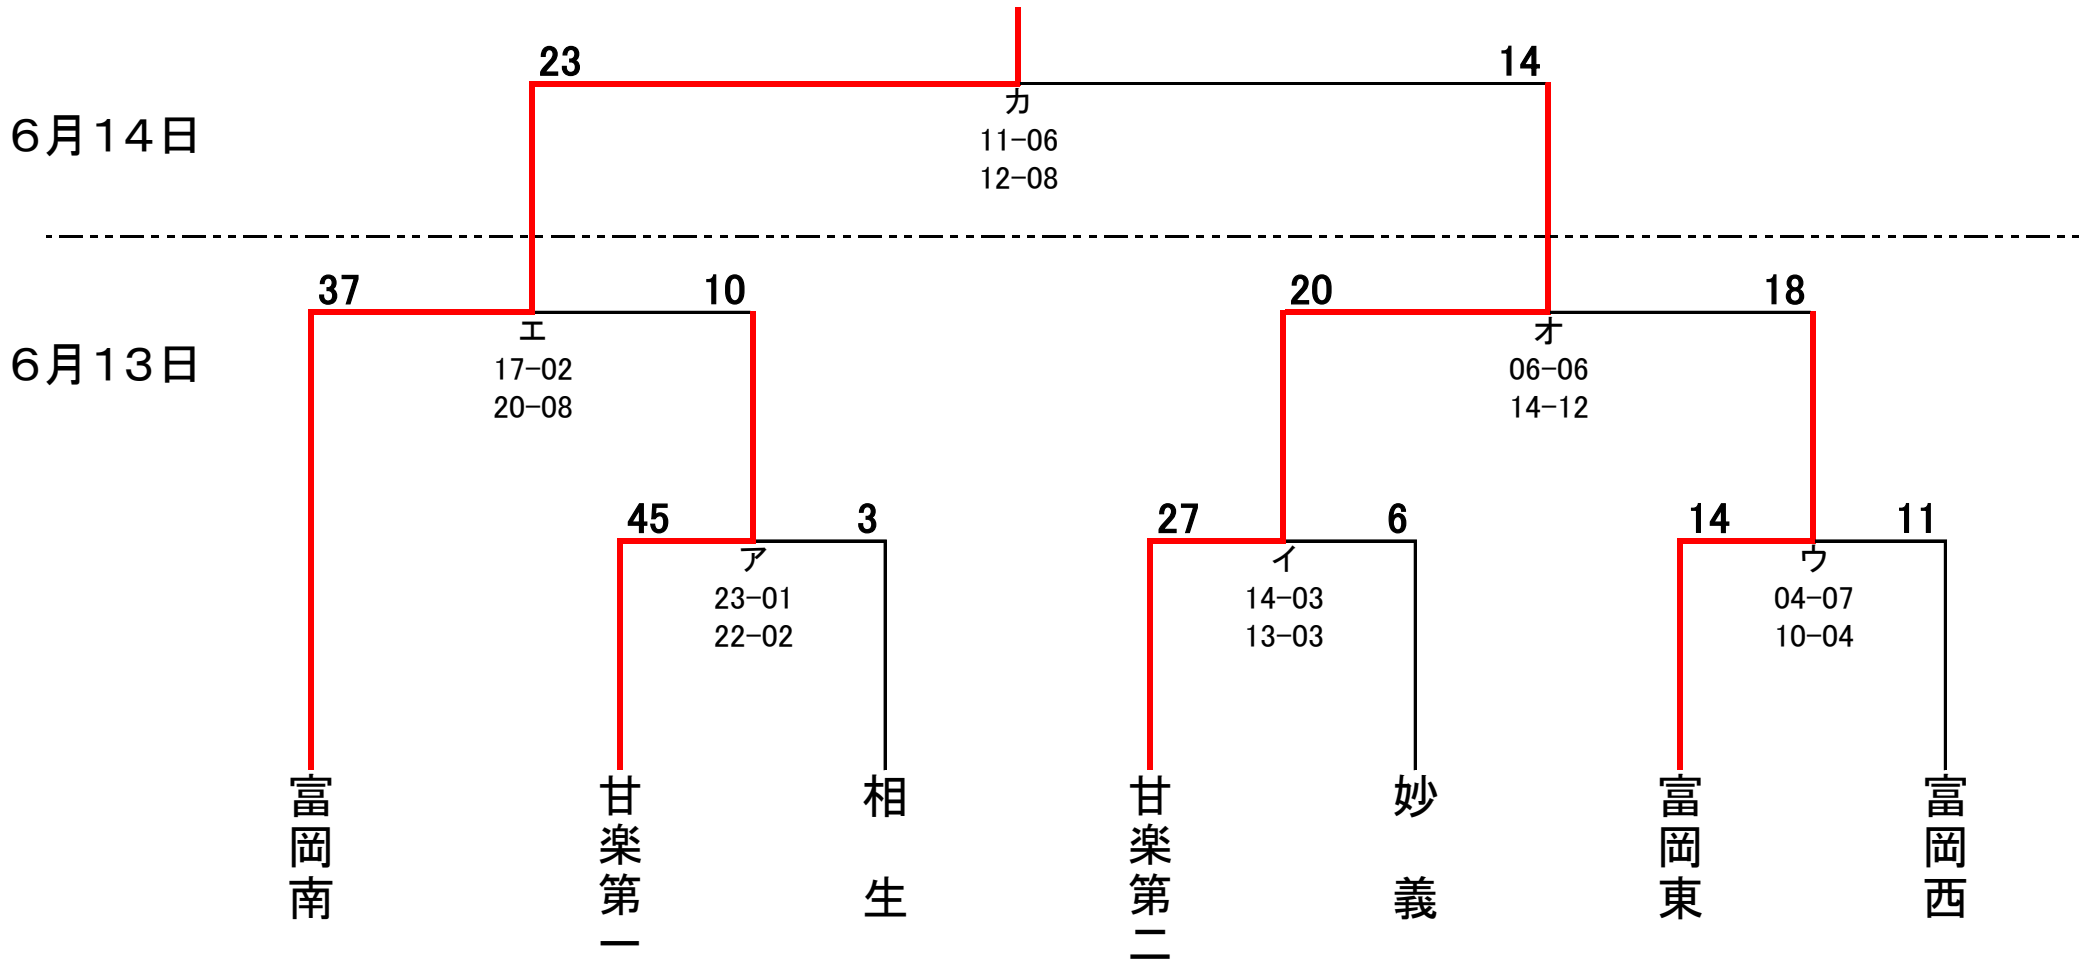 23
14
６月１４日
カ
11-06
12-08
37
10
20
18
６月１３日
エ
17-02
20-08
オ
06-06
14-12
45
3
27
6
14
11
ア
23-01
22-02
イ
14-03
13-03
ウ
04-07
10-04
富岡南
甘楽第一
相生
甘楽第二
妙義
富岡東
富岡西